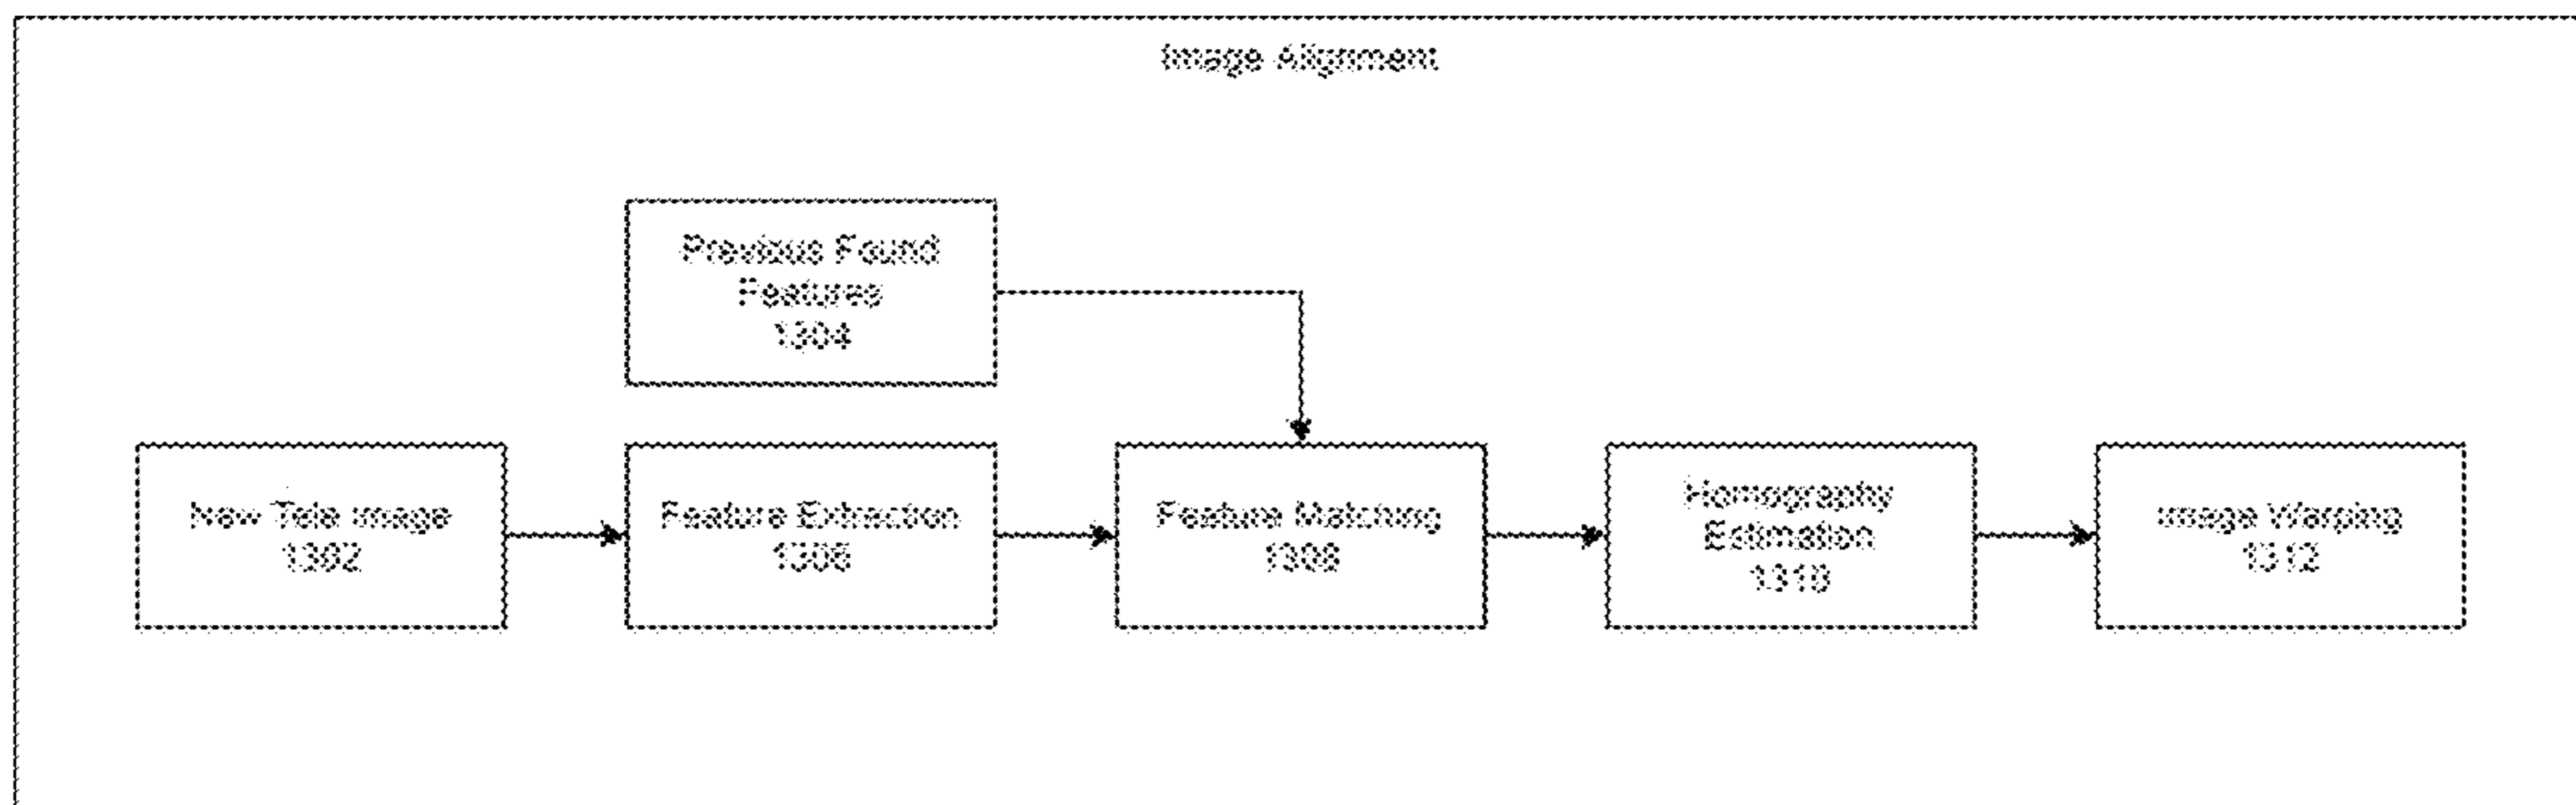 Image Alignment
Previous Found
Features
1304
New Tele image
1302
Feature Extraction
1306
Feature Matching
1308
Homography
Estimation
1310
Image Warping
1312